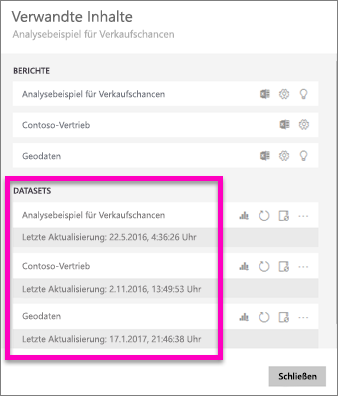 Verwandte Inhalte
Analysebeispiel für Verkaufschancen
BERICHTE
Analysebeispiel für Verkaufschancen
Contoso-Vertrieb
Geodaten
DATASETS
Analysebeispiel für Verkaufschancen
Letzte Aktualisierung: 22.5.2016, 4:36:26 Uhr
Contoso-Vertrieb
Letzte Aktualisierung: 2.11.2016, 13:49:53 Uhr
Geodaten
Letzte Aktualisierung: 17.1.2017, 21:46:38 Uhr
Schließen